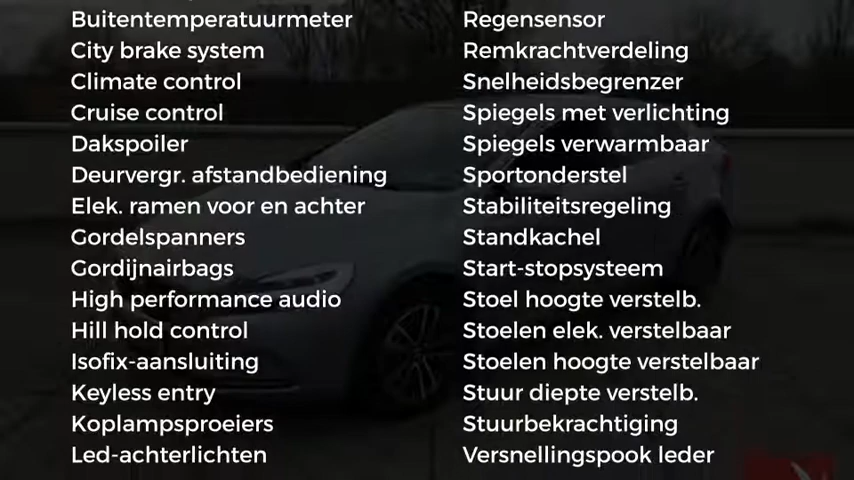 Buitentemperatuurmeter
City brake system
Climate control
Cruise control
Dakspoiler
Deurvergr. afstandbediening
Elek. ramen voor en achter
Gordelspanners
Gordijnairbags
High performance audio
Hill hold control
Isofix-aansluiting
Keyless entry
Koplampsproeiers
Led-achterlichten
Regensensor
Remkrachtverdeling
Snelheidsbegrenzer
Spiegels met verlichting
Spiegels verwarmbaar
Sportonderstel
Stabiliteitsregeling
Standkachel
Start-stopsysteem
Stoel hoogte verstelb.
Stoelen elek. verstelbaar
Stoelen hoogte verstelbaar
Stuur diepte verstelb.
Stuurbekrachtiging
Versnellingspook leder